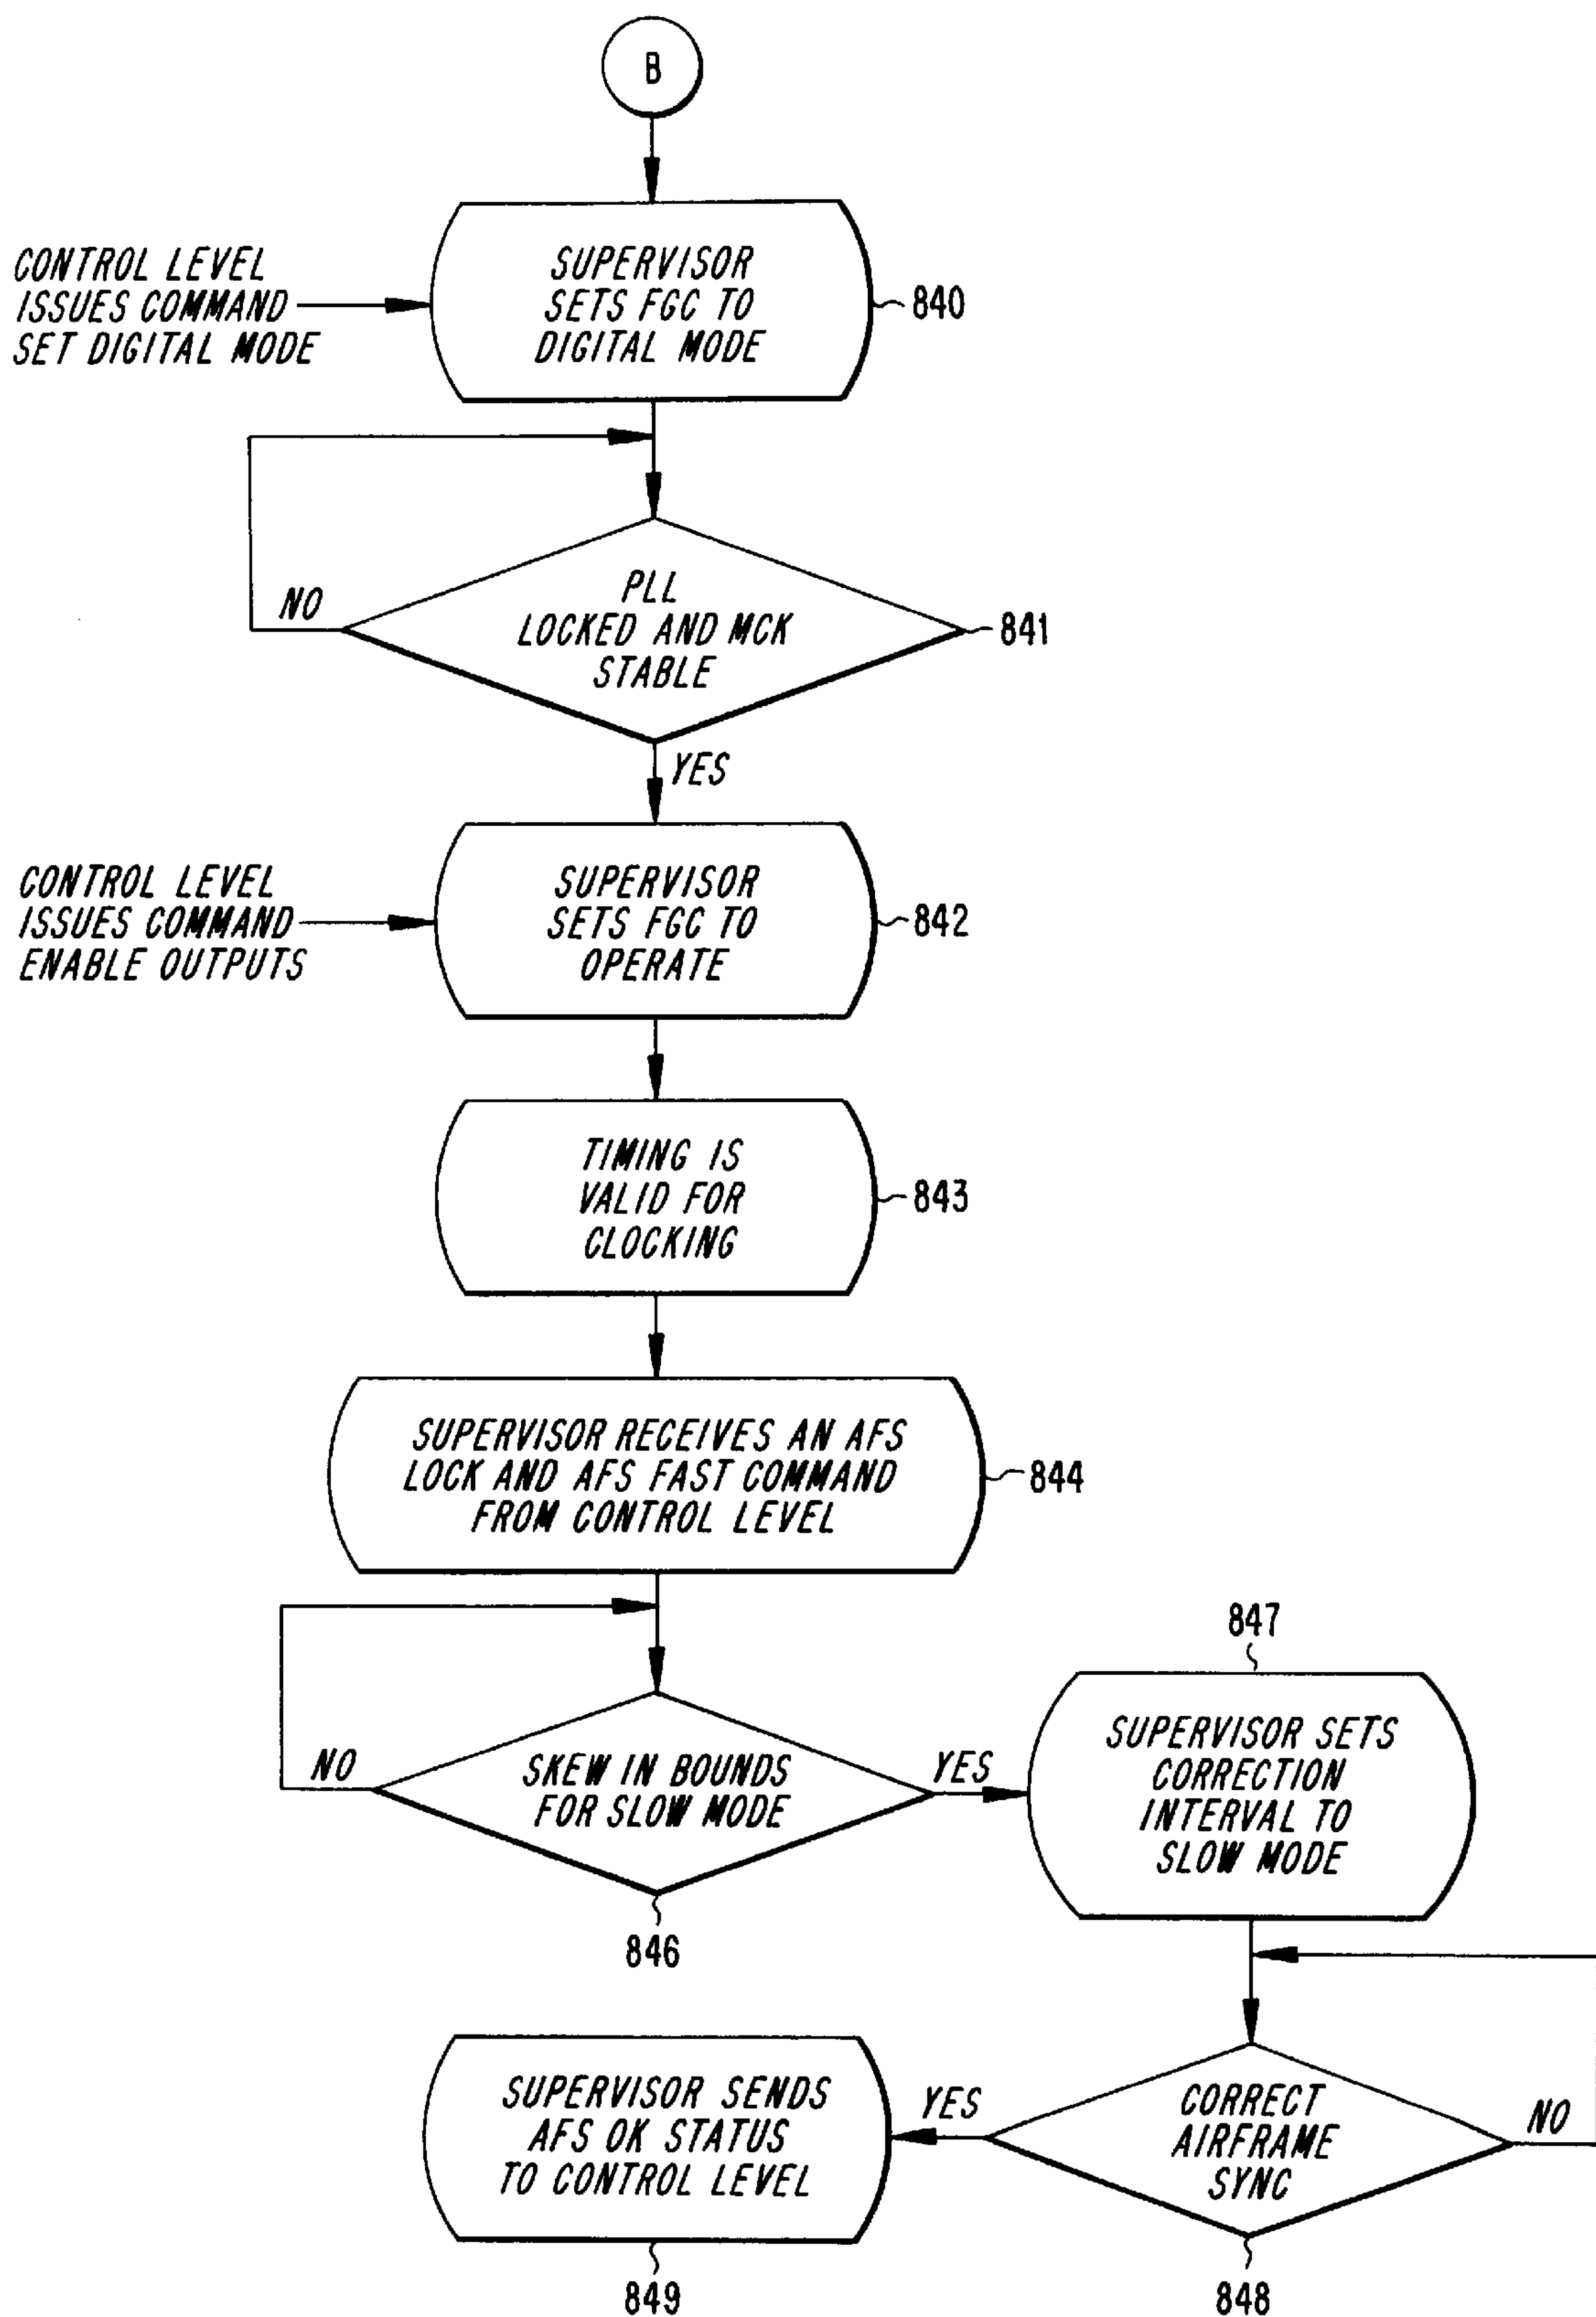 B
CONTROL LEVEL
ISSUES COMMAND
SET DIGITAL MODE
SUPERVISOR
SETS FGC TO
DIGITAL MODE
840
NO
PLL
LOCKED AND MCK
STABLE
841
YES
CONTROL LEVEL
ISSUES COMMAND
ENABLE OUTPUTS
SUPERVISOR
SETS FGC TO
OPERATE
842
TIMING IS
VALID FOR
CLOCKING
843
SUPERVISOR RECEIVES AN AFS
LOCK AND AFS FAST COMMAND
FROM CONTROL LEVEL
844
NO
SKEW IN BOUNDS
FOR SLOW MODE
846
YES
847
SUPERVISOR SETS
CORRECTION
INTERVAL TO
SLOW MODE
CORRECT
AIRFRAME
SYNC
848
NO
YES
SUPERVISOR SENDS
AFS OK STATUS
TO CONTROL LEVEL
849